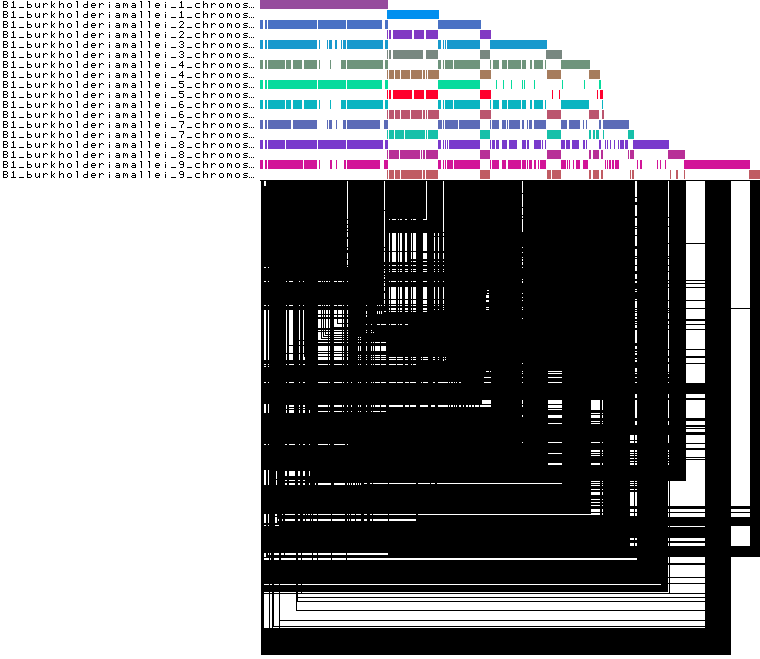 B1_burkholderiamallei_1_chromos…
B1_burkholderiamallei_1_chromos…
B1_burkholderiamallei_2_chromos…
B1_burkholderiamallei_2_chromos…
B1_burkholderiamallei_3_chromos…
B1_burkholderiamallei_3_chromos…
B1_burkholderiamallei_4_chromos…
B1_burkholderiamallei_4_chromos…
B1_burkholderiamallei_5_chromos…
B1_burkholderiamallei_5_chromos…
B1_burkholderiamallei_6_chromos…
B1_burkholderiamallei_6_chromos…
B1_burkholderiamallei_7_chromos…
B1_burkholderiamallei_7_chromos…
B1_burkholderiamallei_8_chromos…
B1_burkholderiamallei_8_chromos…
B1_burkholderiamallei_9_chromos…
B1_burkholderiamallei_9_chromos…